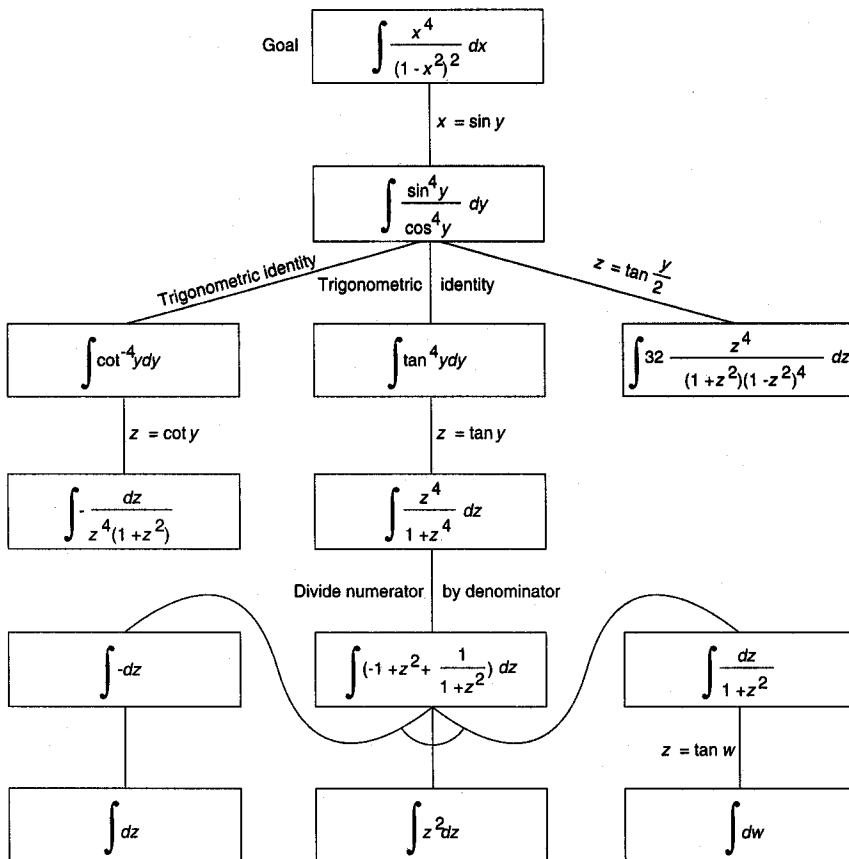 Goal ∫ x^4 / (1 - x^2)^2 dx
x = sin y
∫ sin^4 y / cos^4 y dy
Trigonometric identity
Trigonometric identity
z = tan y/2
∫ cot^-4 ydy
∫ tan^4 ydy
∫ 32 z^4 / (1 + z^2)(1 - z^2)^4 dz
z = cot y
z = tan y
∫ - dz / z^4 (1 + z^2)
∫ z^4 / 1 + z^4 dz
Divide numerator by denominator
∫ -dz
∫ (-1 + z^2 + 1 / 1 + z^2) dz
∫ dz / 1 + z^2
z = tan w
∫ dz
∫ z^2 dz
∫ dw